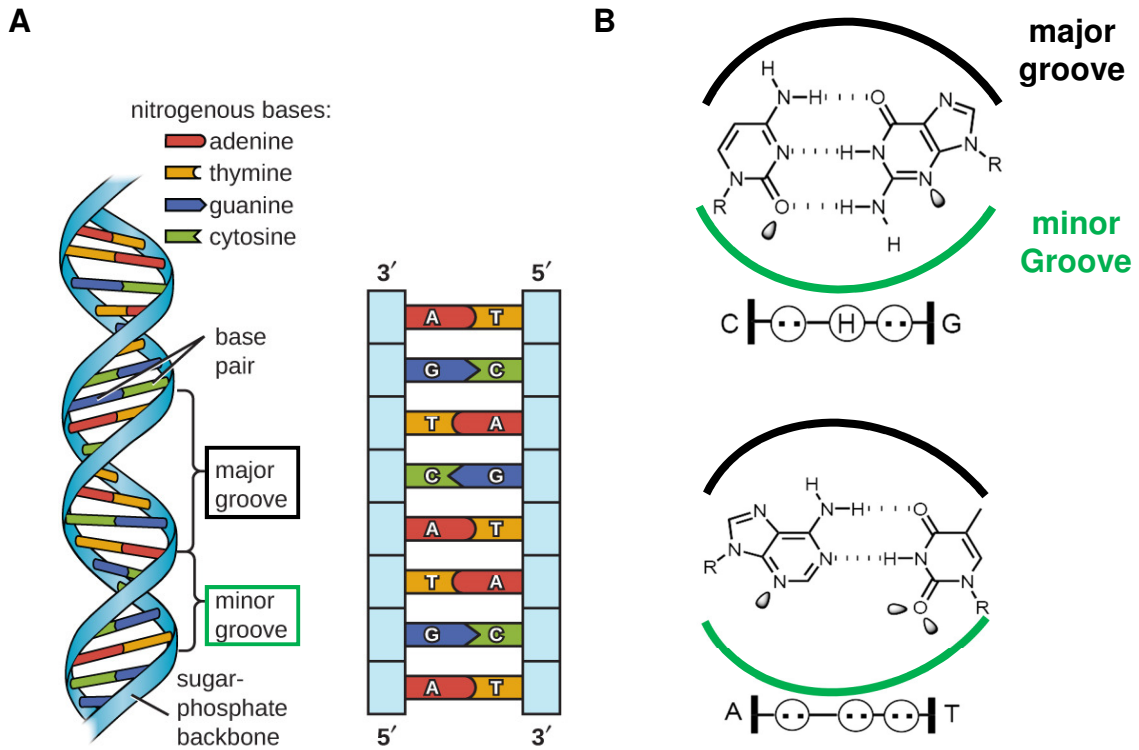 A
nitrogenous bases:
adenine
thymine
guanine
cytosine
base
pair
major
groove
minor
groove
sugar-
phosphate
backbone
3′ 5′
A T
G C
T A
C G
A T
T A
G C
A T
5′ 3′
B
major
groove
H
N H O N
N H N N R
R N O H N N
H
minor
Groove
C H G
H
N N H O
N N H N
R N O N R
A T